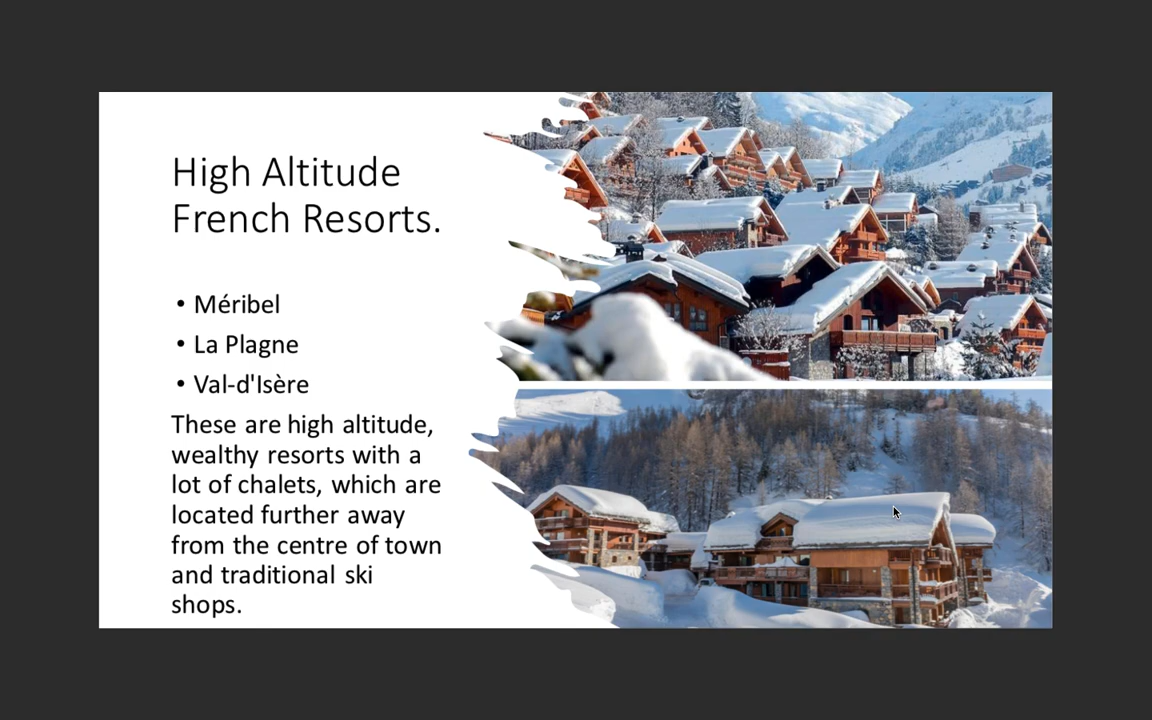 High Altitude
French Resorts.
• Méribel
• La Plagne
• Val-d'Isère
These are high altitude,
wealthy resorts with a
lot of chalets, which are
located further away
from the centre of town
and traditional ski
shops.